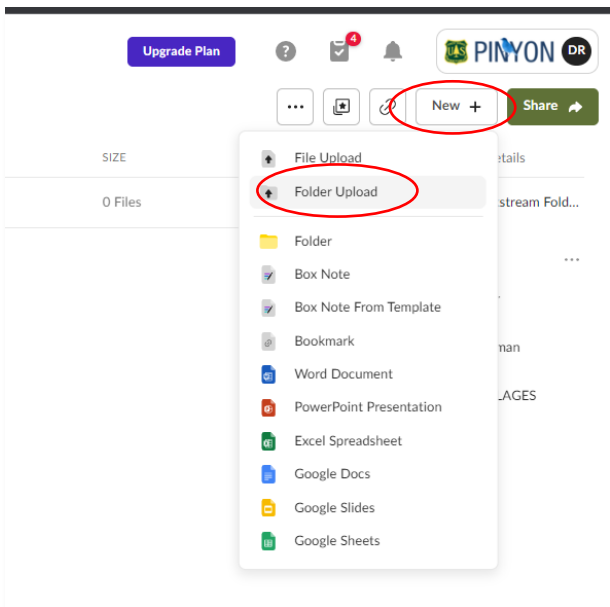 Upgrade Plan
?
4
UAS PINYON DR
...
New +
Share
SIZE
etails
0 Files
stream Fold...
File Upload
Folder Upload
Folder
Box Note
Box Note From Template
Bookmark
Word Document
PowerPoint Presentation
Excel Spreadsheet
Google Docs
Google Slides
Google Sheets
...
man
LAGES